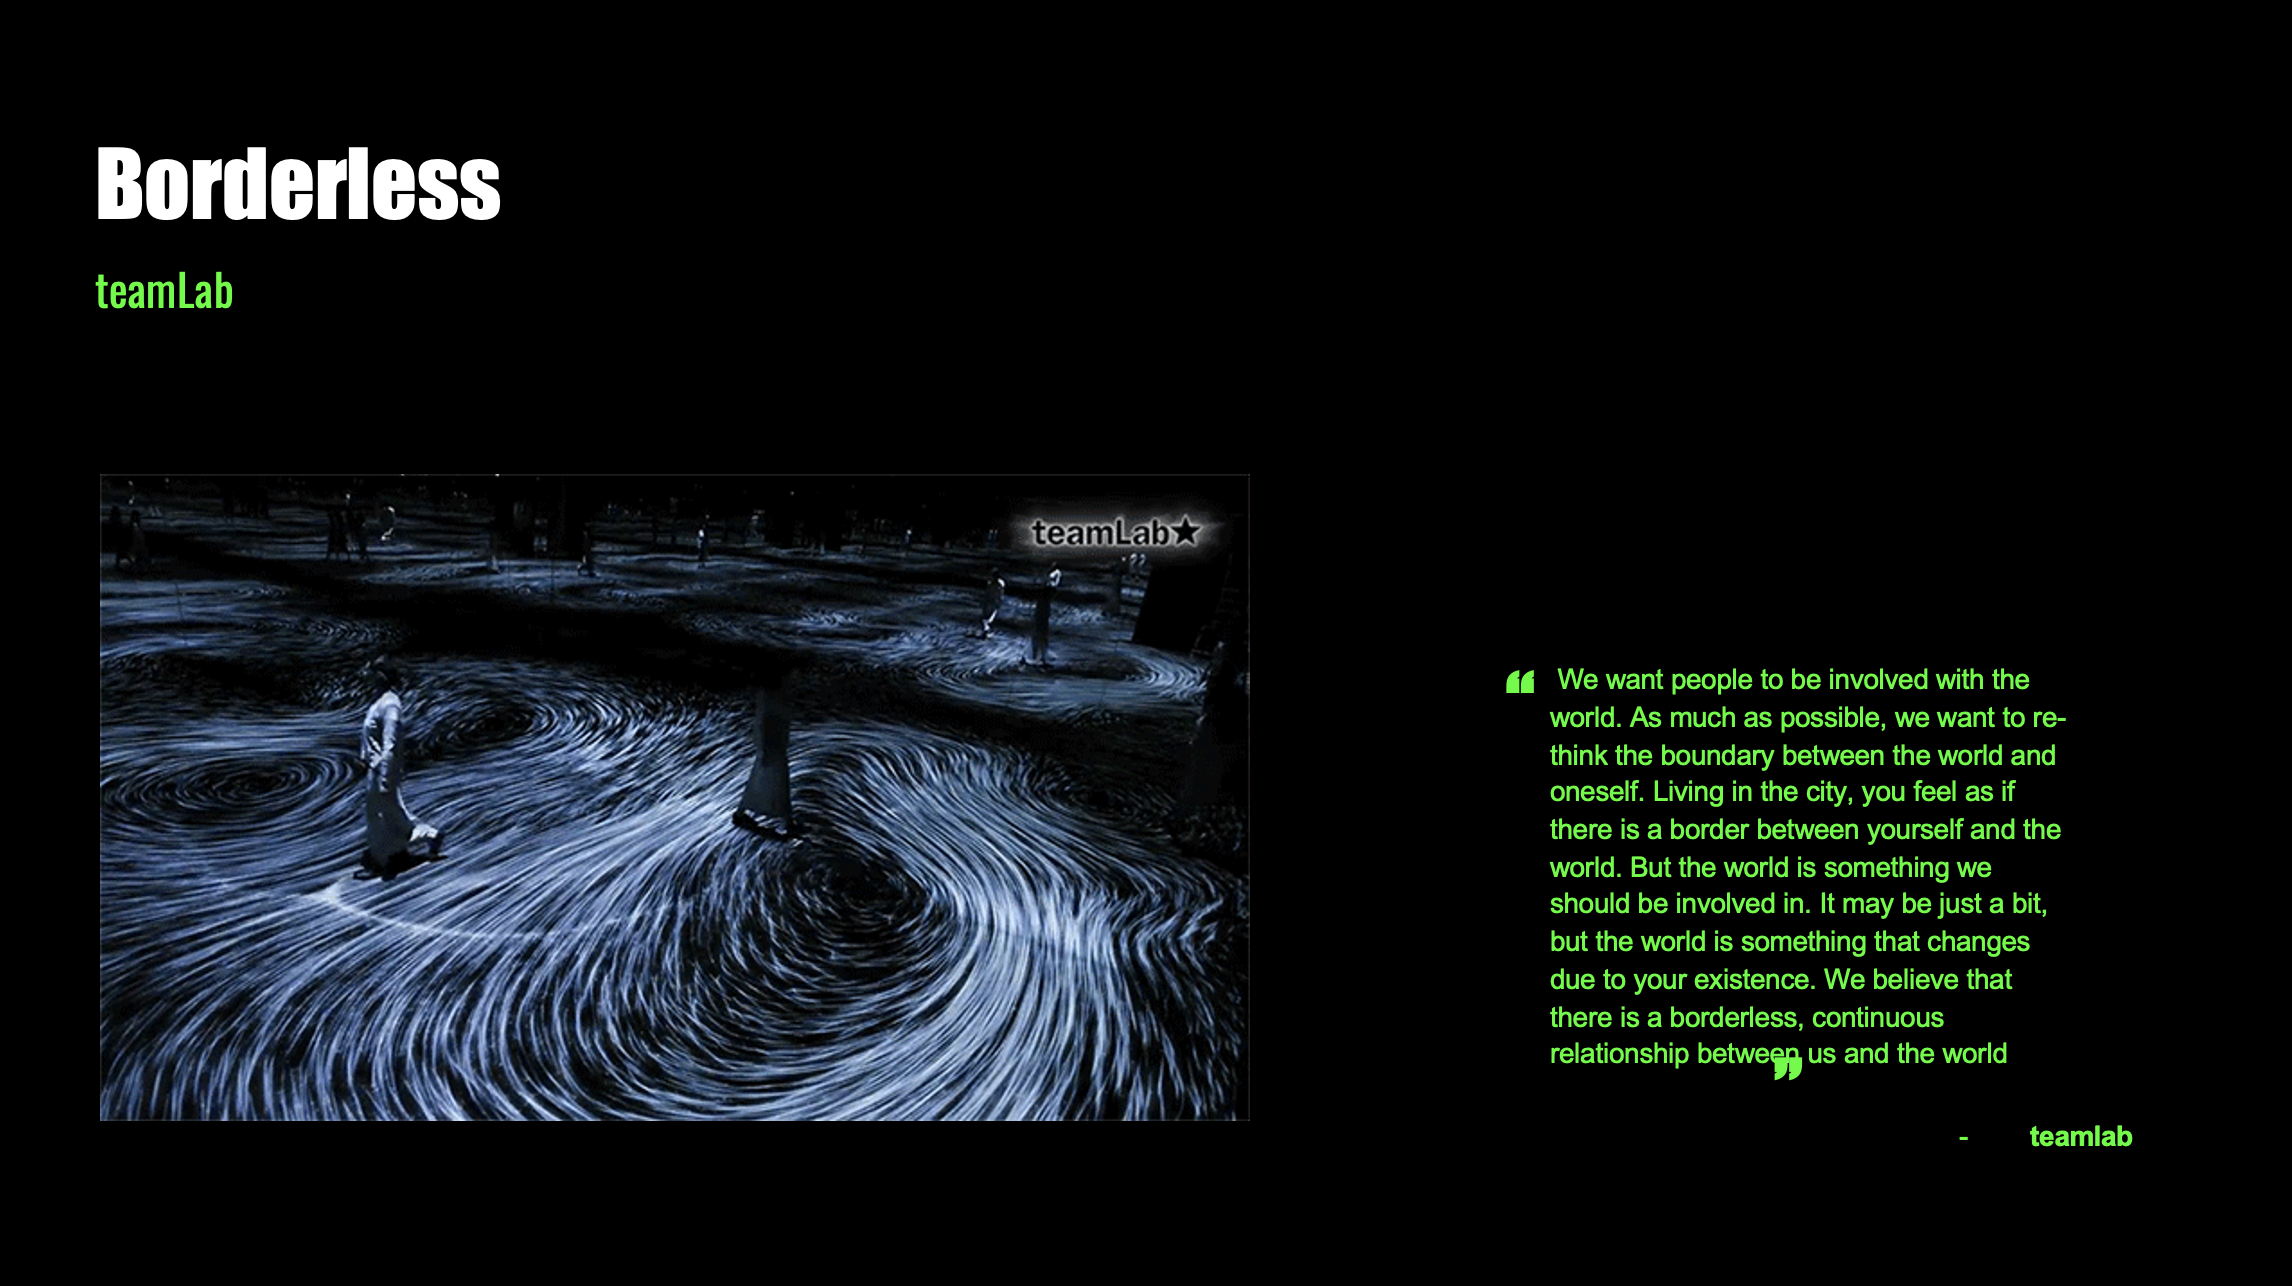 Borderless
teamLab
teamLab★
“ We want people to be involved with the
world. As much as possible, we want to re-
think the boundary between the world and
oneself. Living in the city, you feel as if
there is a border between yourself and the
world. But the world is something we
should be involved in. It may be just a bit,
but the world is something that changes
due to your existence. We believe that
there is a borderless, continuous
relationship between us and the world
”
- teamlab